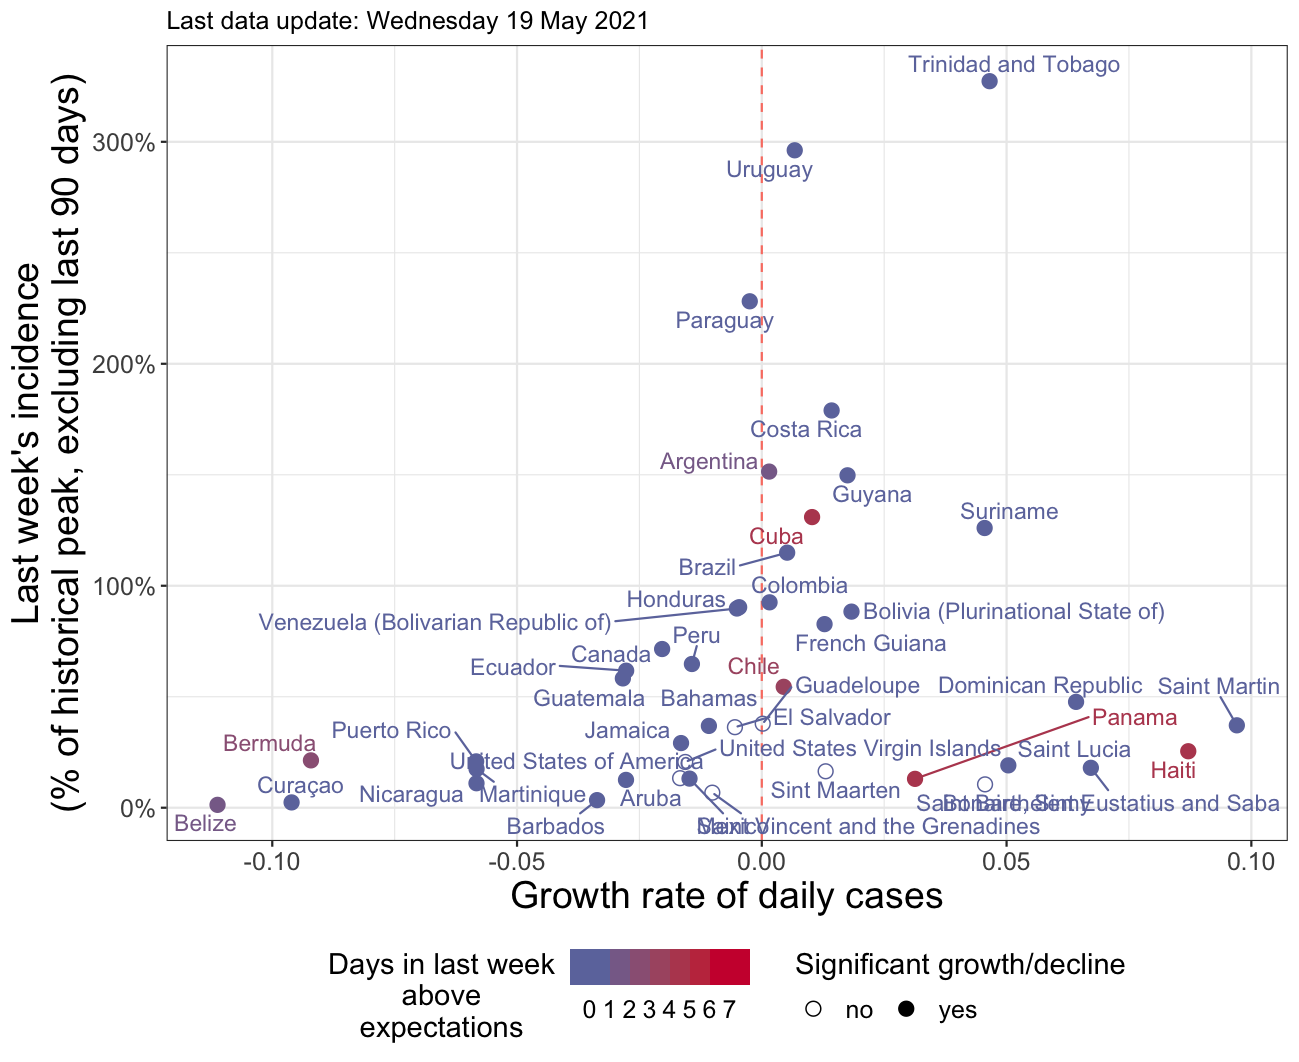 Last data update: Wednesday 19 May 2021
Last week's incidence
(% of historical peak, excluding last 90 days)
300%
200%
100%
0%
Trinidad and Tobago
Uruguay
Paraguay
Costa Rica
Argentina
Guyana
Suriname
Cuba
Brazil
Colombia
Honduras
Venezuela (Bolivarian Republic of)
Bolivia (Plurinational State of)
Peru
French Guiana
Canada
Ecuador
Chile
Guatemala
Bahamas
Guadeloupe
Dominican Republic
Saint Martin
El Salvador
Panama
Jamaica
Puerto Rico
Bermuda
United States Virgin Islands
Saint Lucia
United States of America
Haiti
Curaçao
Nicaragua
Martinique
Aruba
Sint Maarten
Saint Barthelemy
Bonaire, Sint Eustatius and Saba
Belize
Barbados
Mexico
Saint Vincent and the Grenadines
-0.10 -0.05 0.00 0.05 0.10
Growth rate of daily cases
Days in last week
above
expectations
0 1 2 3 4 5 6 7
Significant growth/decline
no yes